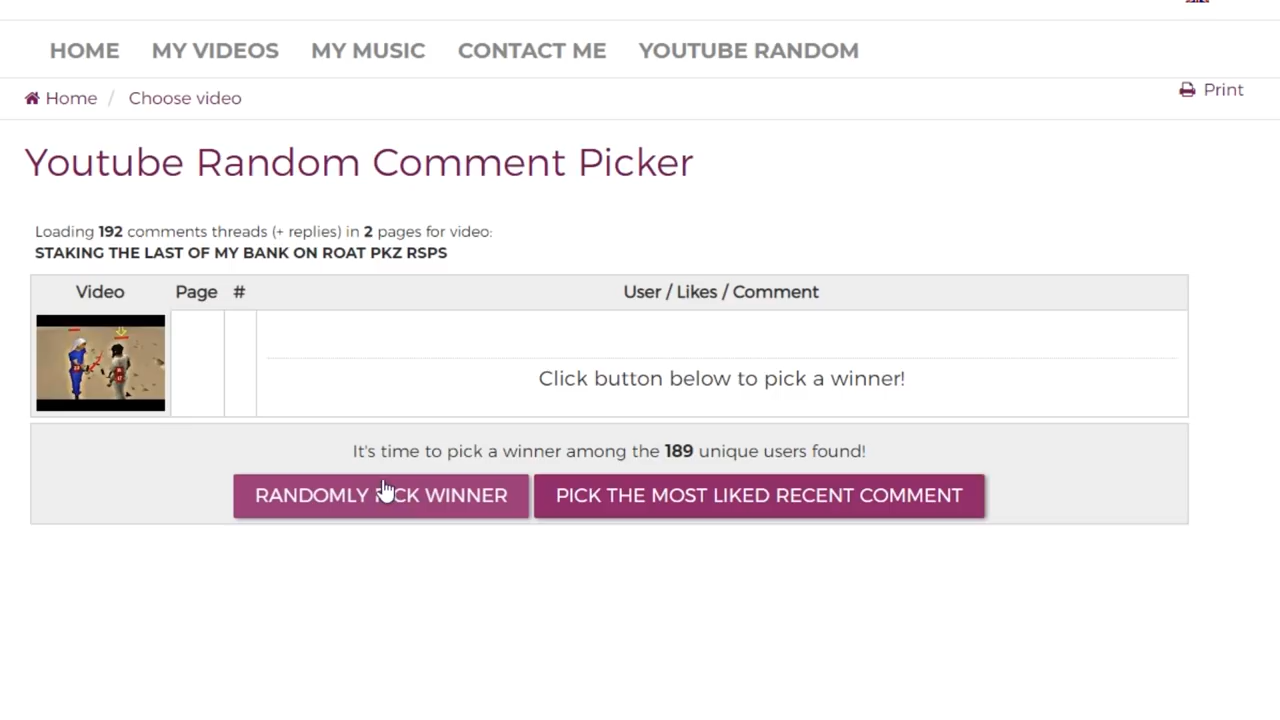 HOME MY VIDEOS MY MUSIC CONTACT ME YOUTUBE RANDOM
Home / Choose video
Print
Youtube Random Comment Picker
Loading 192 comments threads (+ replies) in 2 pages for video:
STAKING THE LAST OF MY BANK ON ROAT PKZ RSPS
Video Page # User / Likes / Comment
Click button below to pick a winner!
It's time to pick a winner among the 189 unique users found!
RANDOMLY PICK WINNER PICK THE MOST LIKED RECENT COMMENT